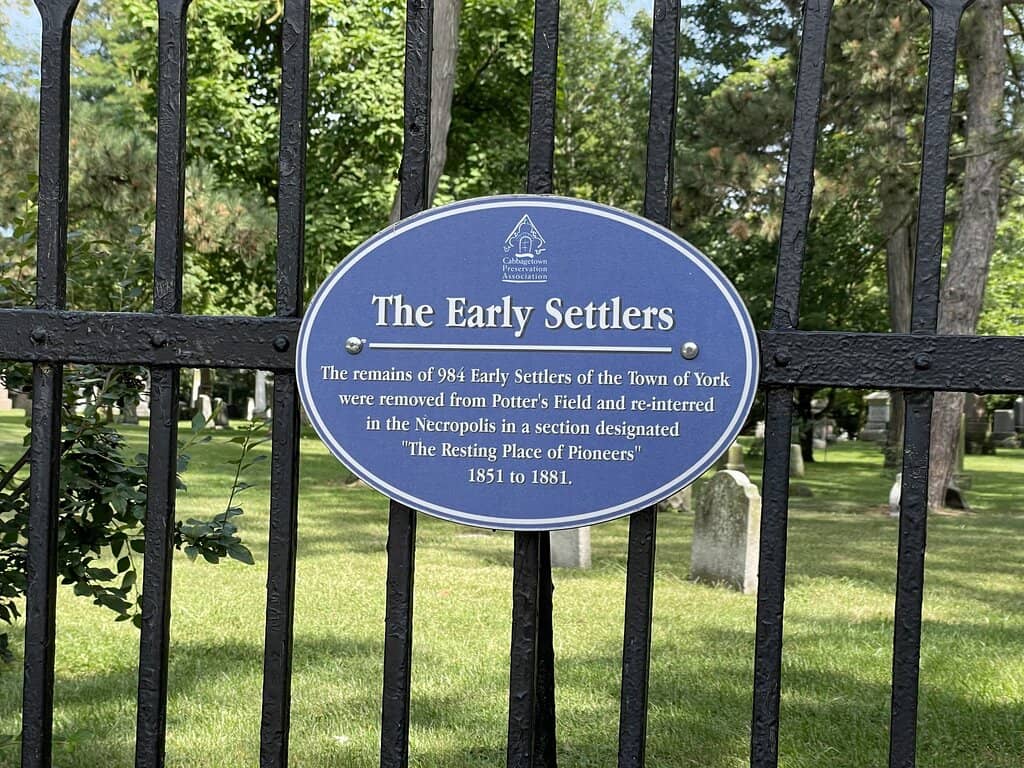 Cabbagetown
Preservation
Association
The Early Settlers
The remains of 984 Early Settlers of the Town of York
were removed from Potter's Field and re-interred
in the Necropolis in a section designated
"The Resting Place of Pioneers"
1851 to 1881.